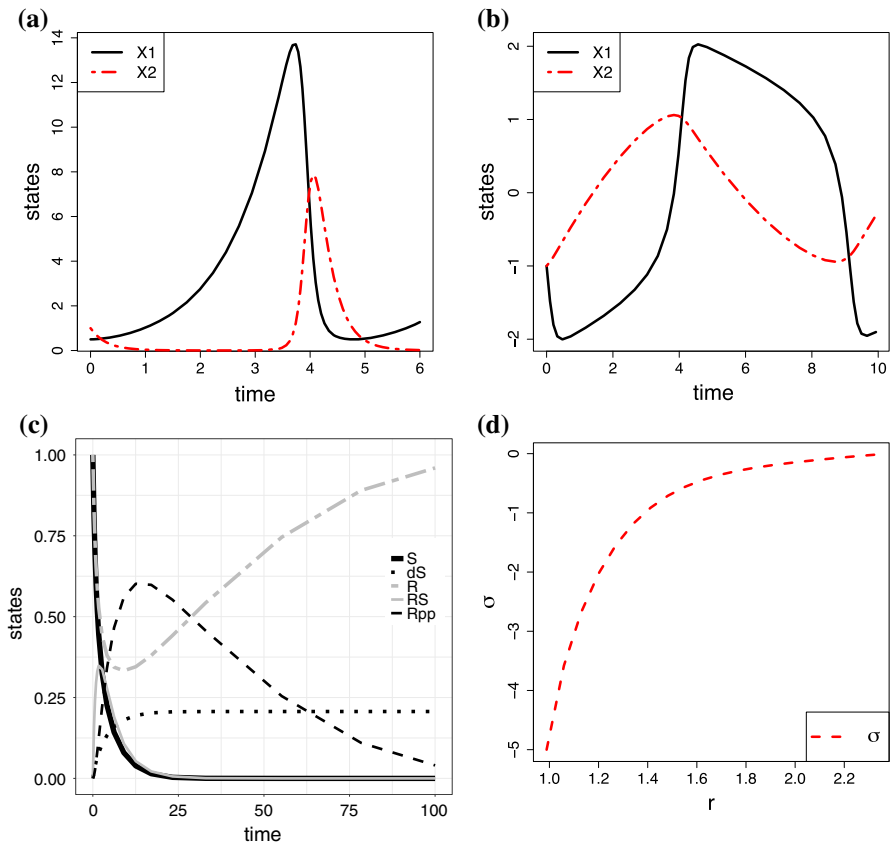 (a)
X1
X2
states
0 2 4 6 8 10 12 14
0 1 2 3 4 5 6
time
(b)
X1
X2
states
-2 -1 0 1 2
0 2 4 6 8 10
time
(c)
states
1.00
0.75
0.50
0.25
0.00
S
dS
R
RS
Rpp
0 25 50 75 100
time
(d)
σ
-5 -4 -3 -2 -1 0
σ
1.0 1.2 1.4 1.6 1.8 2.0 2.2
r